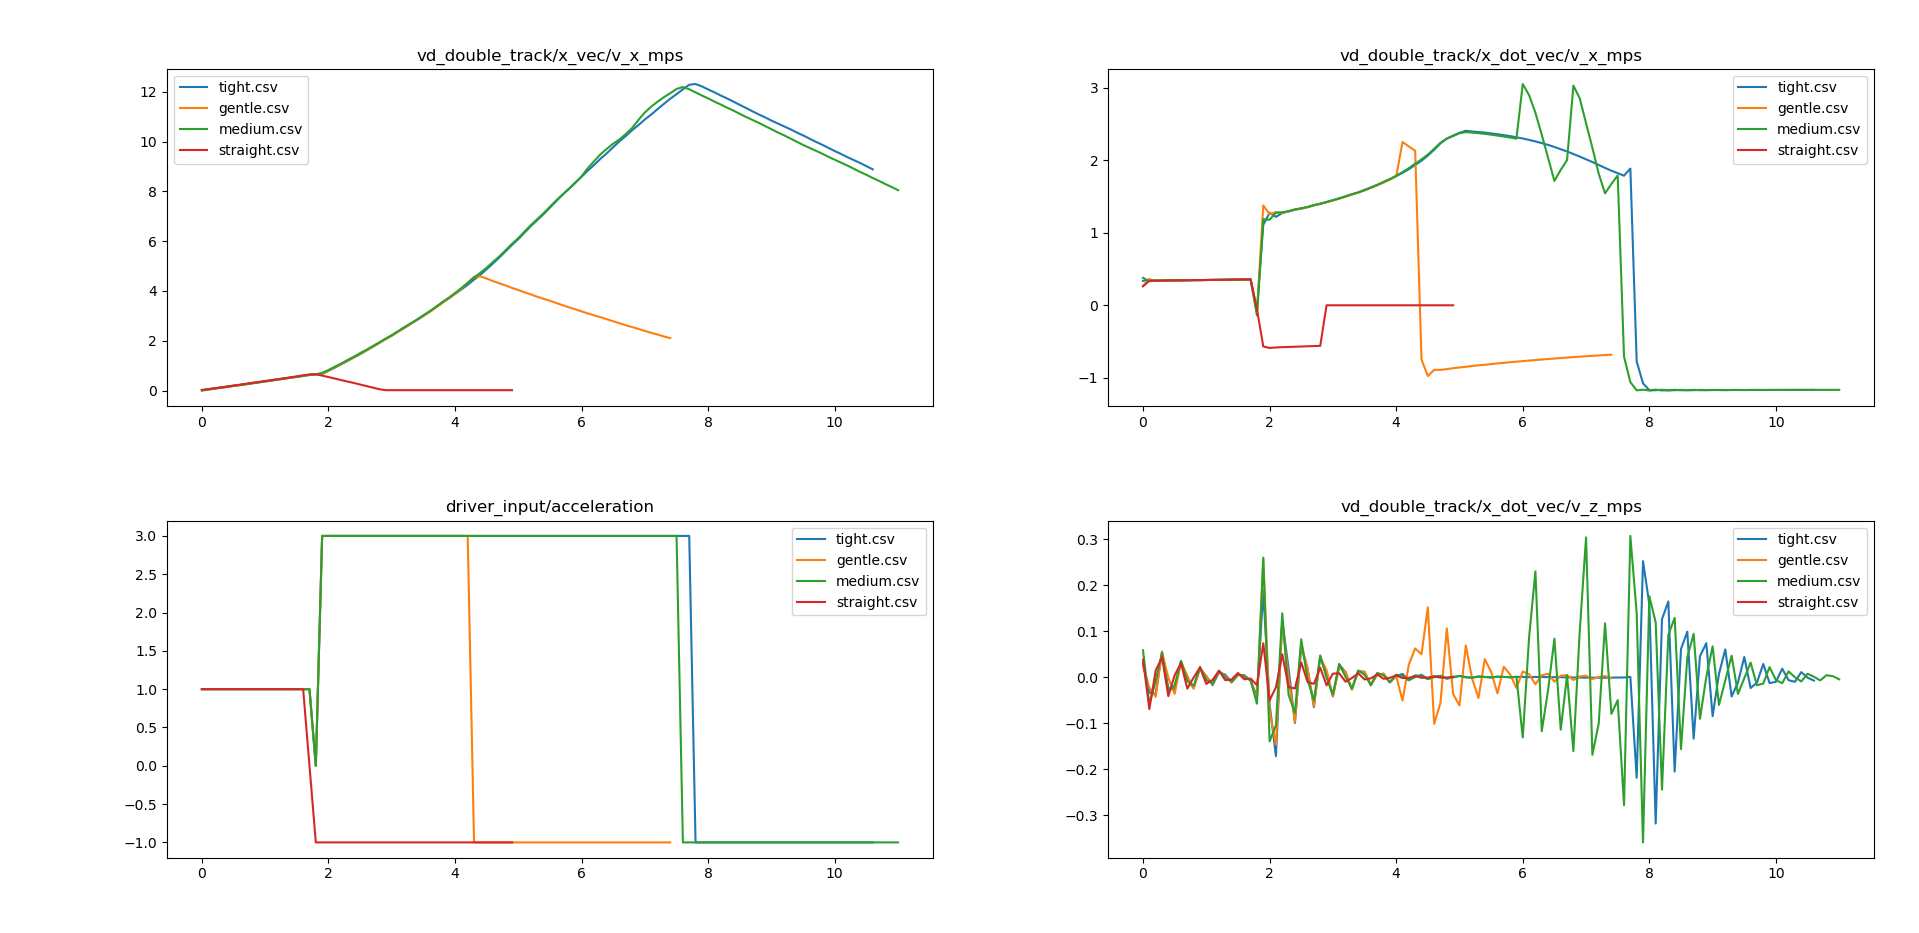 vd_double_track/x_vec/v_x_mps
tight.csv
gentle.csv
medium.csv
straight.csv
12
10
8
6
4
2
0
0 2 4 6 8 10
vd_double_track/x_dot_vec/v_x_mps
tight.csv
gentle.csv
medium.csv
straight.csv
3
2
1
0
−1
0 2 4 6 8 10
driver_input/acceleration
tight.csv
gentle.csv
medium.csv
straight.csv
3.0
2.5
2.0
1.5
1.0
0.5
0.0
−0.5
−1.0
0 2 4 6 8 10
vd_double_track/x_dot_vec/v_z_mps
tight.csv
gentle.csv
medium.csv
straight.csv
0.3
0.2
0.1
0.0
−0.1
−0.2
−0.3
0 2 4 6 8 10